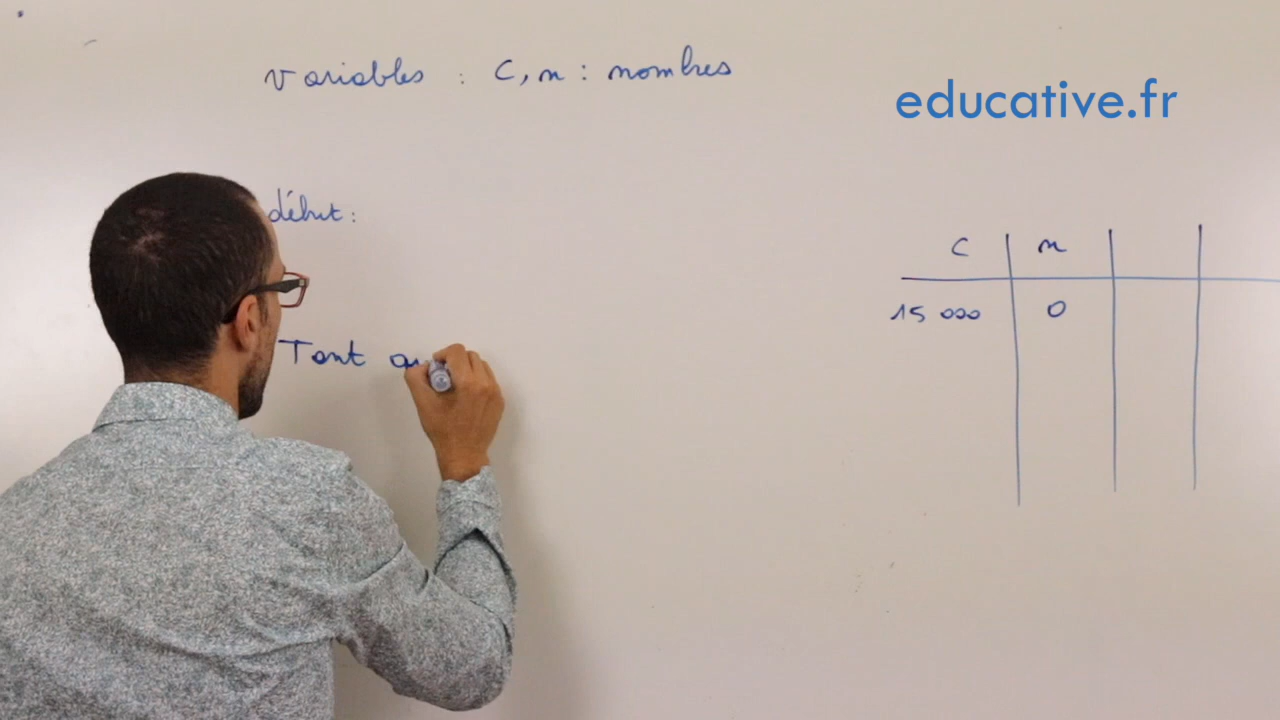 variables : C, n : nombres
educative.fr
début :
C n
15 000 0
Tant